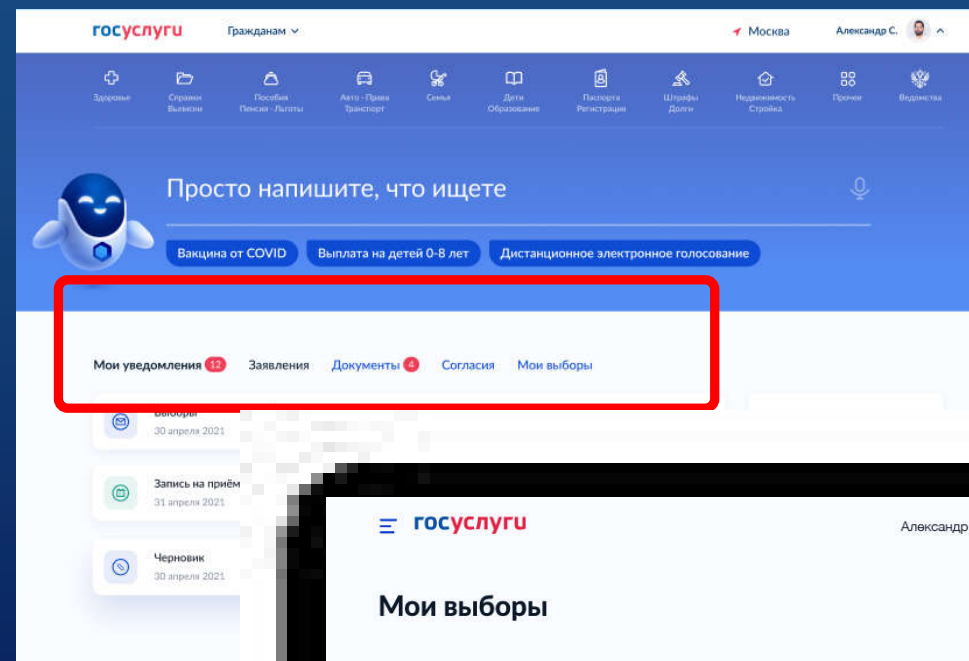 госуслуги Гражданам Москва Александр С.
Здоровье Справки Выписки Пособия Пенсия - Льготы Авто - Права Транспорт Семья Дети Образование Паспорта Регистрация Штрафы Долги Недвижимость Стройка Прочее Ведомства
Просто напишите, что ищете
Вакцина от COVID Выплата на детей 0-8 лет Дистанционное электронное голосование
Мои уведомления 12 Заявления Документы 4 Согласия Мои выборы
Выборы
30 апреля 2021
Запись на приём
31 апреля 2021
Черновик
30 апреля 2021
госуслуги Александр
Мои выборы